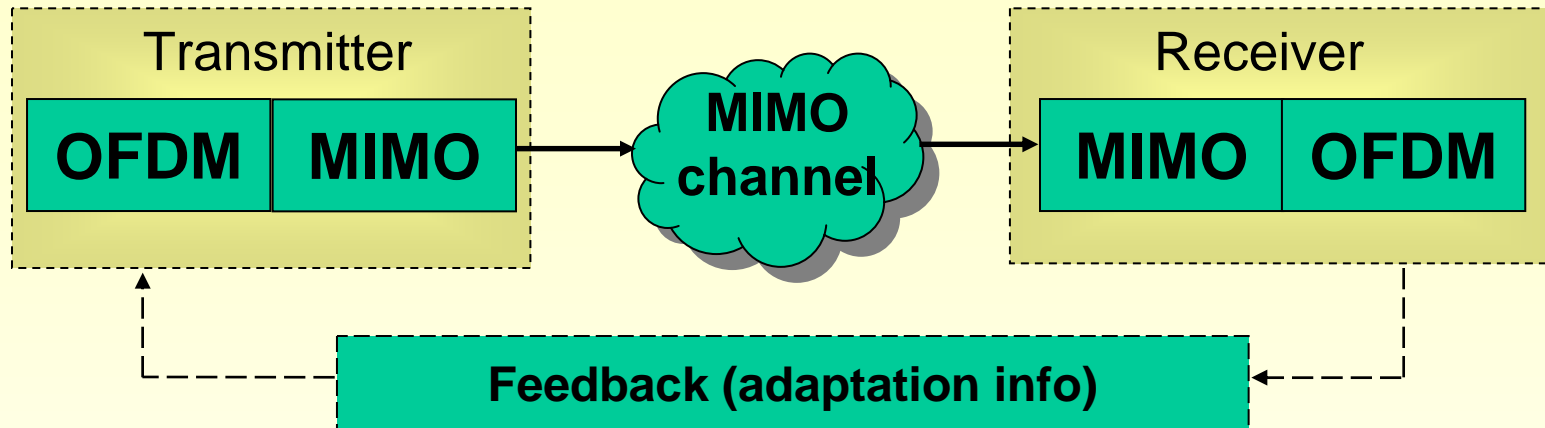 Transmitter
OFDM MIMO
MIMO
channel
Receiver
MIMO OFDM
Feedback (adaptation info)